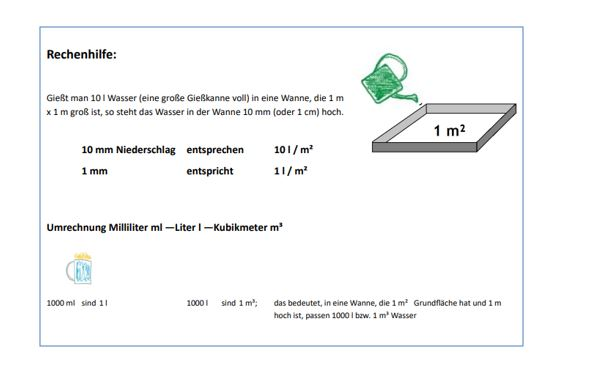 Rechenhilfe:
Gießt man 10 l Wasser (eine große Gießkanne voll) in eine Wanne, die 1 m
x 1 m groß ist, so steht das Wasser in der Wanne 10 mm (oder 1 cm) hoch.
1 m²
10 mm Niederschlag entsprechen 10 l / m²
1 mm entspricht 1 l / m²
Umrechnung Milliliter ml —Liter l —Kubikmeter m³
1000 ml sind 1 l 1000 l sind 1 m³; das bedeutet, in eine Wanne, die 1 m² Grundfläche hat und 1 m
hoch ist, passen 1000 l bzw. 1 m³ Wasser